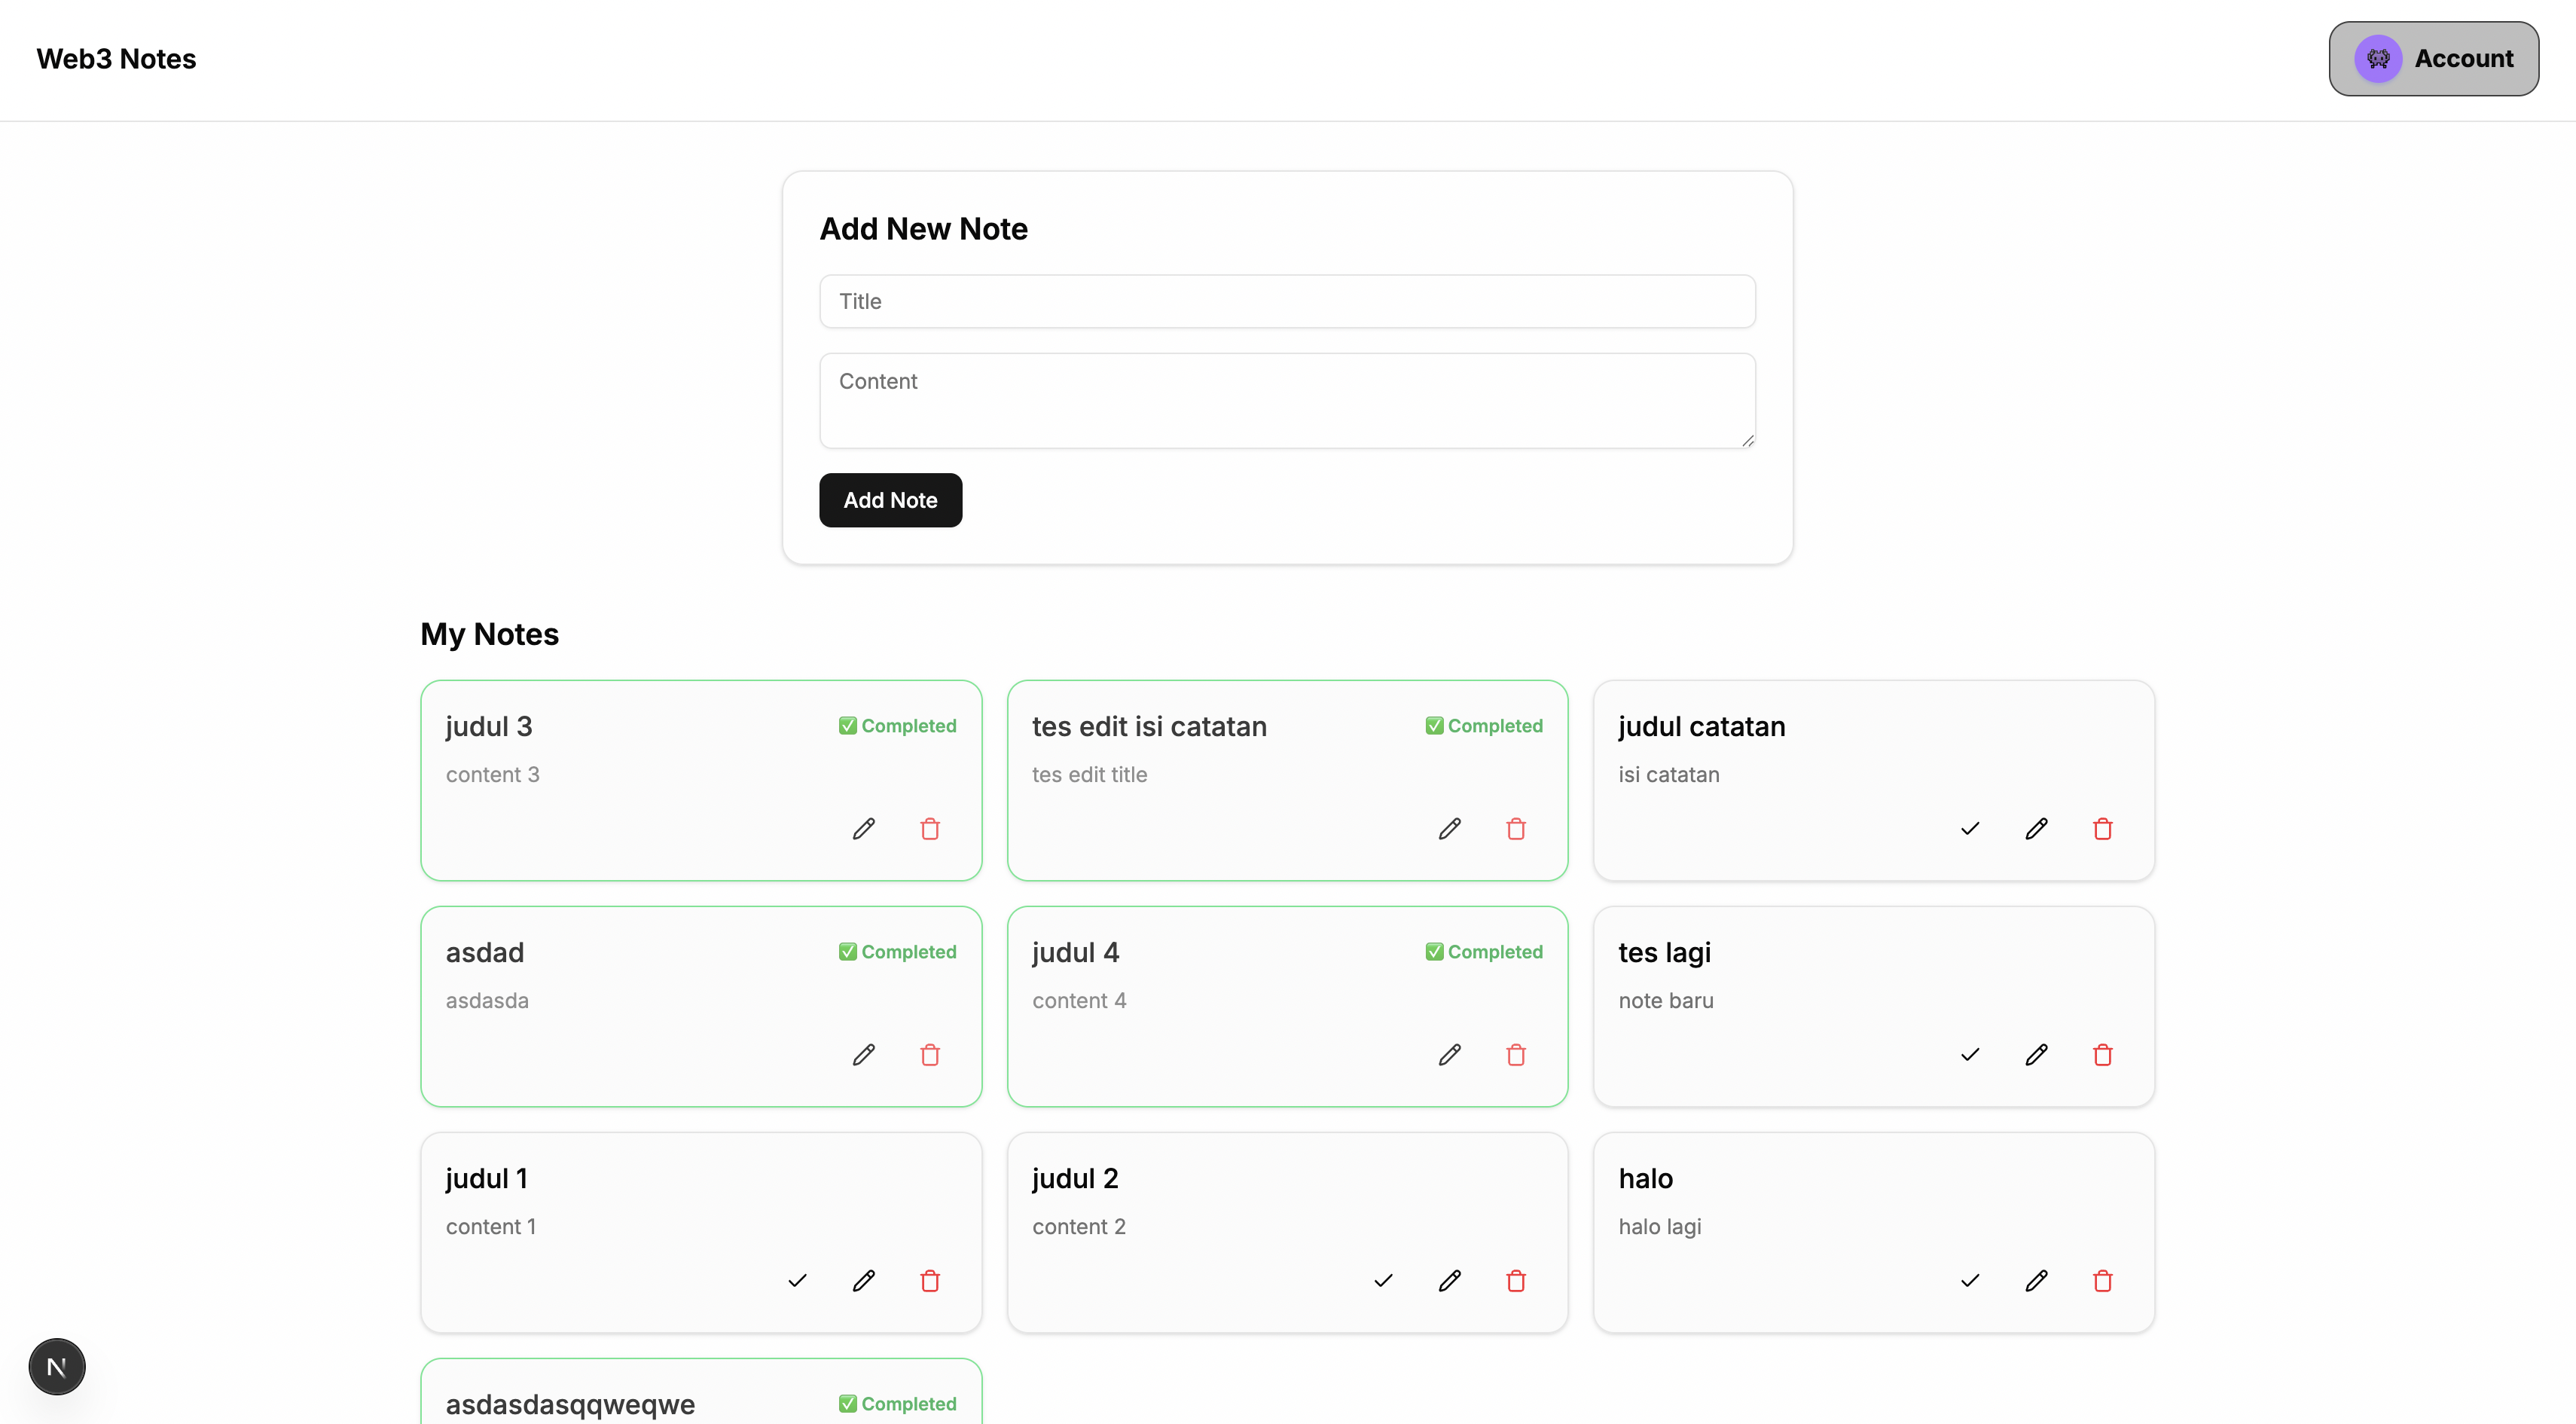 Web3 Notes
Account
Add New Note
Title
Content
Add Note
My Notes
judul 3
✅ Completed
content 3
tes edit isi catatan
✅ Completed
tes edit title
judul catatan
isi catatan
asdad
✅ Completed
asdasda
judul 4
✅ Completed
content 4
tes lagi
note baru
judul 1
content 1
judul 2
content 2
halo
halo lagi
N
asdasdasqqweqwe
✅ Completed